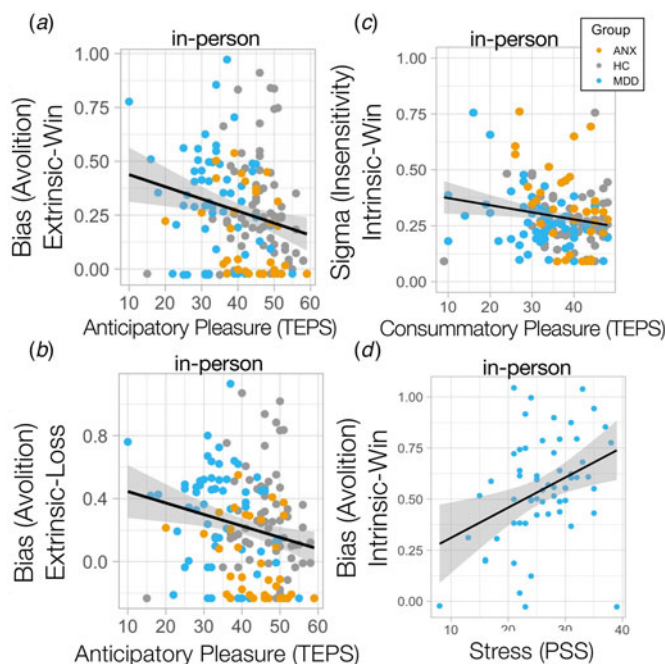 (a)
in-person
Bias (Avolition)
Extrinsic-Win
1.00
0.75
0.50
0.25
0.00
10 20 30 40 50 60
Anticipatory Pleasure (TEPS)
(c)
in-person
Group
ANX
HC
MDD
Sigma (Insensitivity)
Intrinsic-Win
1.00
0.75
0.50
0.25
0.00
10 20 30 40
Consummatory Pleasure (TEPS)
(b)
in-person
Bias (Avolition)
Extrinsic-Loss
0.8
0.4
0.0
10 20 30 40 50 60
Anticipatory Pleasure (TEPS)
(d)
in-person
Bias (Avolition)
Intrinsic-Win
1.00
0.75
0.50
0.25
0.00
10 20 30 40
Stress (PSS)